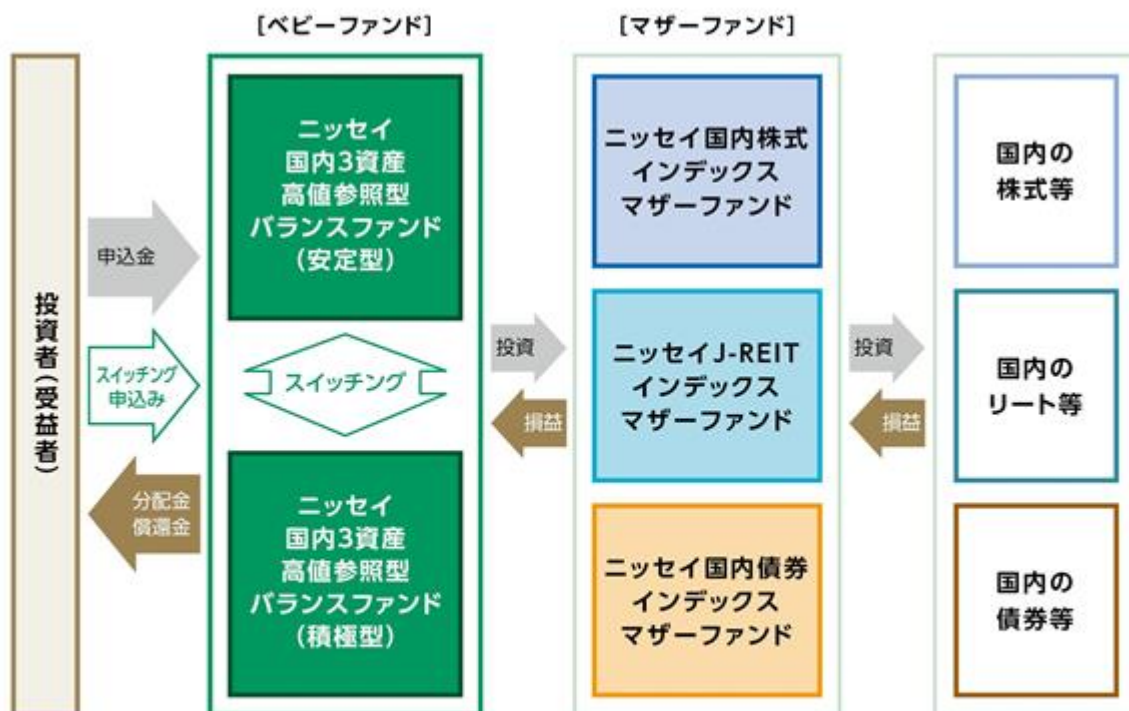 [ベビーファンド]
[マザーファンド]
投資者(受益者)
申込金
スイッチング
申込み
分配金
償還金
ニッセイ
国内3資産
高値参照型
バランスファンド
(安定型)
スイッチング
ニッセイ
国内3資産
高値参照型
バランスファンド
(積極型)
投資
損益
ニッセイ国内株式
インデックス
マザーファンド
ニッセイJ-REIT
インデックス
マザーファンド
ニッセイ国内債券
インデックス
マザーファンド
投資
損益
国内の
株式等
国内の
リート等
国内の
債券等